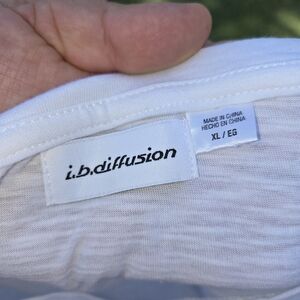 i.b.diffusion
MADE IN CHINA
HECHO EN CHINA
XL / EG